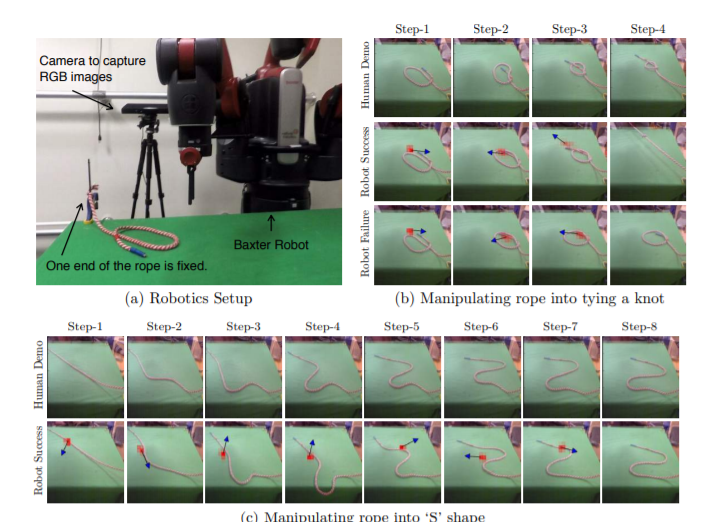 Camera to capture
RGB images
One end of the rope is fixed.
Baxter Robot
(a) Robotics Setup
Step-1 Step-2 Step-3 Step-4
Human Demo
Robot Success
Robot Failure
(b) Manipulating rope into tying a knot
Step-1 Step-2 Step-3 Step-4 Step-5 Step-6 Step-7 Step-8
Human Demo
Robot Success
(c) Manipulating rope into ‘S’ shape